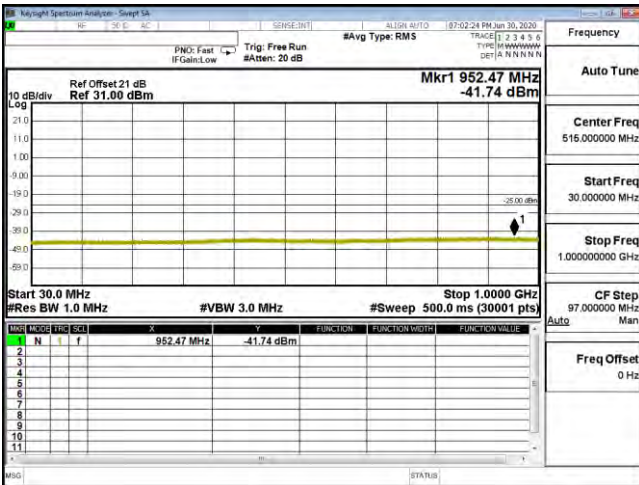 Keysight Spectrum Analyzer - Swept SA
RF 50 Ω AC SENSE:INT ALIGN AUTO 07:02:24 PM Jun 30, 2020
#Avg Type: RMS TRACE 1 2 3 4 5 6
PNO: Fast Trig: Free Run TYPE M WWWWW
IFGain:Low #Atten: 20 dB DET A N N N N N
Ref Offset 21 dB Mkr1 952.47 MHz
10 dB/div Ref 31.00 dBm -41.74 dBm
Log
21.0
11.0
1.00
-9.00
-19.0
-25.00 dBm
-29.0
-39.0
1
-49.0
-59.0
Start 30.0 MHz Stop 1.0000 GHz
#Res BW 1.0 MHz #VBW 3.0 MHz #Sweep 500.0 ms (30001 pts)
MKR MODE TRC SCL X Y FUNCTION FUNCTION WIDTH FUNCTION VALUE
1 N 1 f 952.47 MHz -41.74 dBm
2
3
4
5
6
7
8
9
10
11
MSG STATUS
Frequency
Auto Tune
Center Freq
515.000000 MHz
Start Freq
30.000000 MHz
Stop Freq
1.000000000 GHz
CF Step
97.000000 MHz
Auto Man
Freq Offset
0 Hz